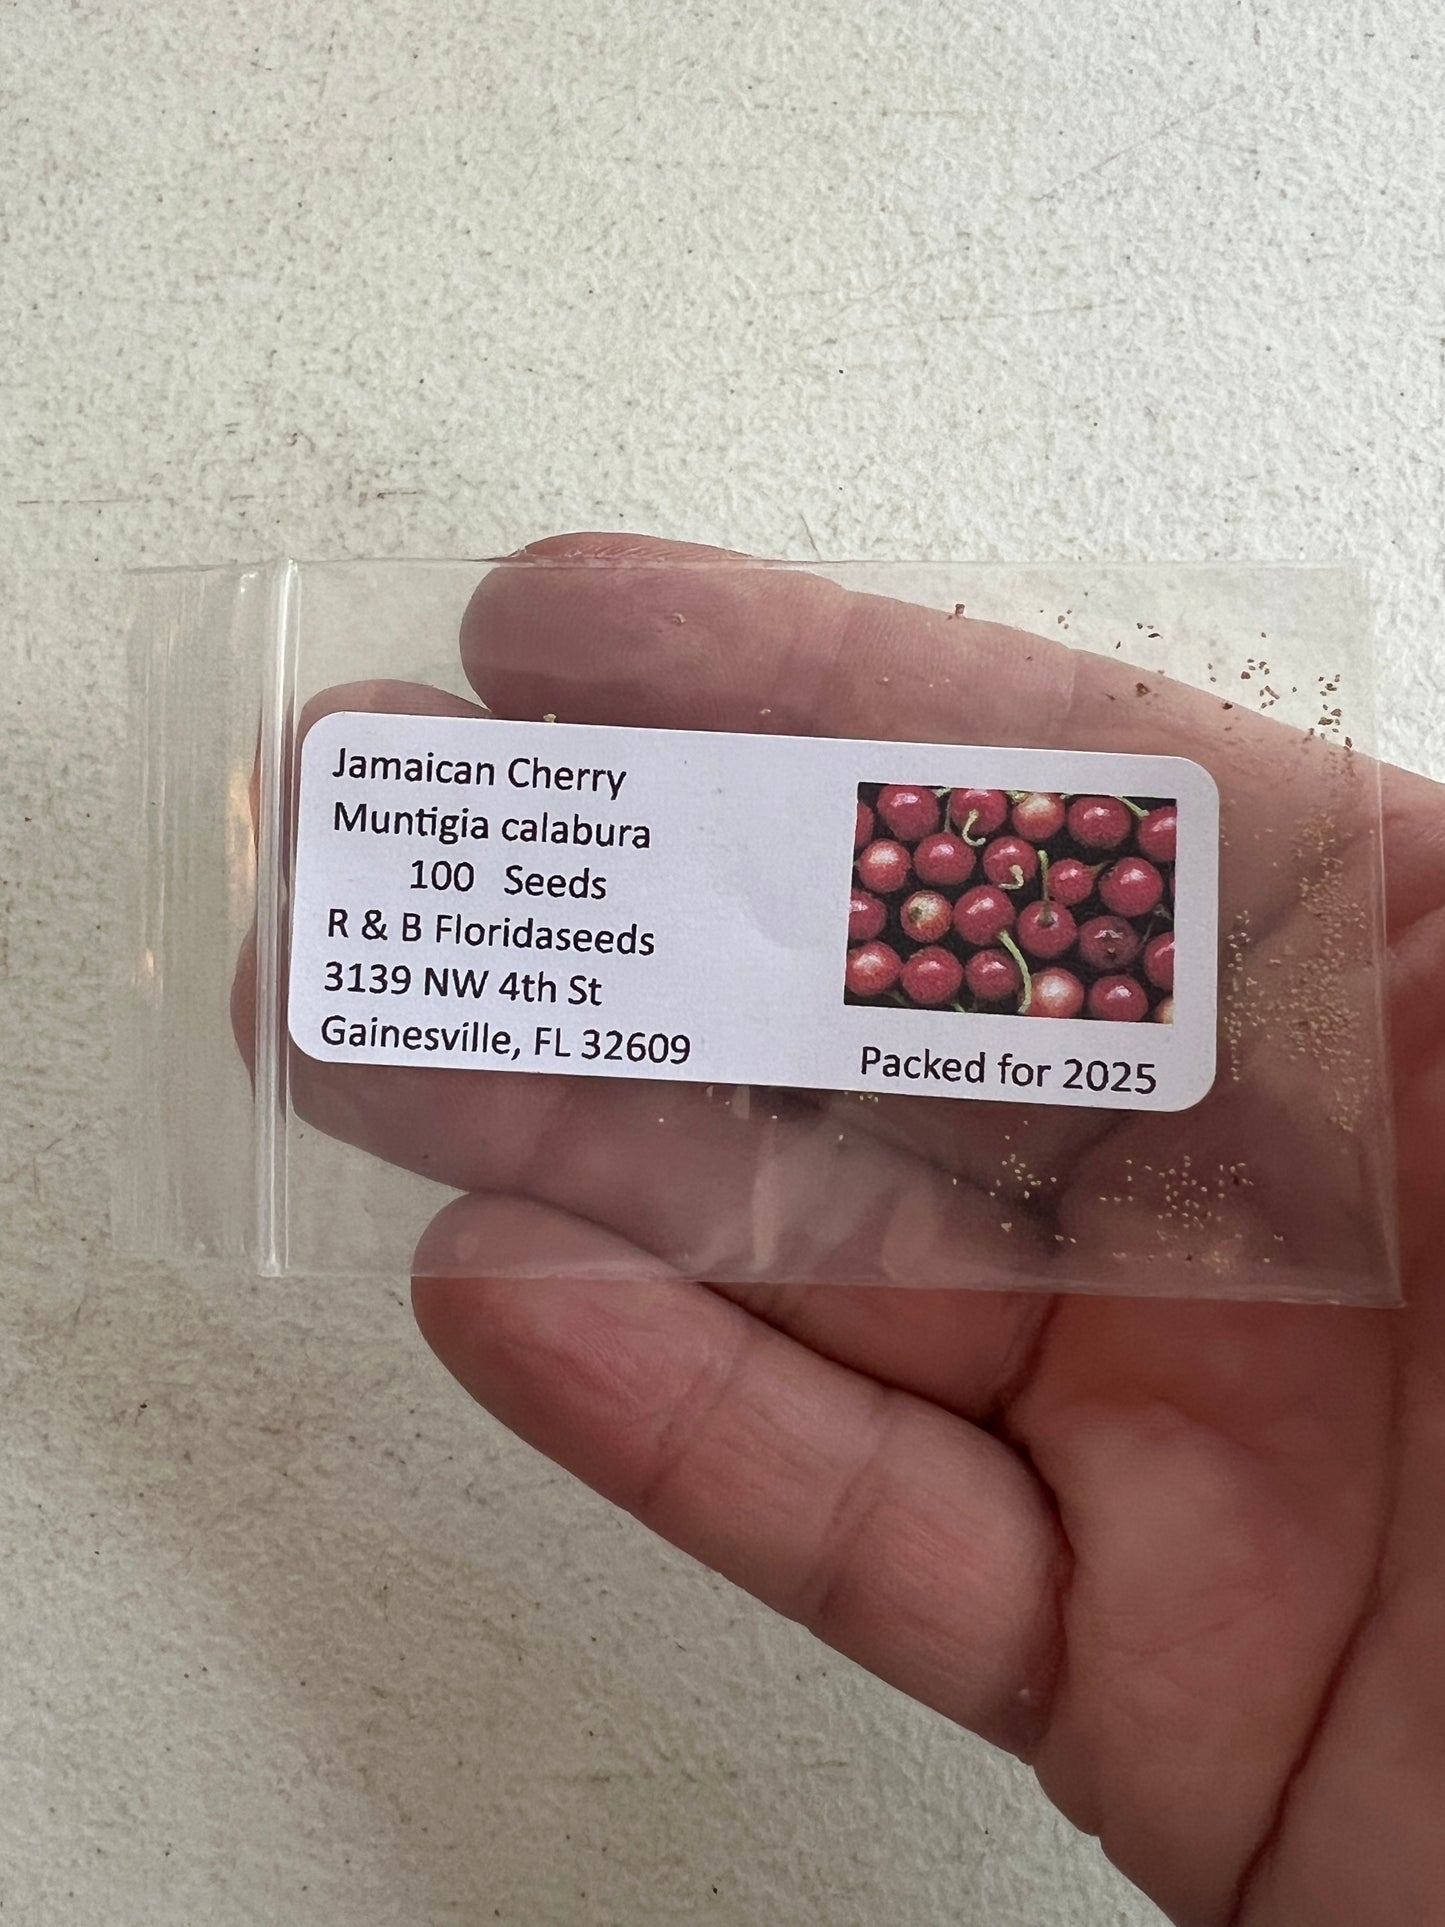 Jamaican Cherry
Muntigia calabura
100 Seeds
R & B Floridaseeds
3139 NW 4th St
Gainesville, FL 32609
Packed for 2025